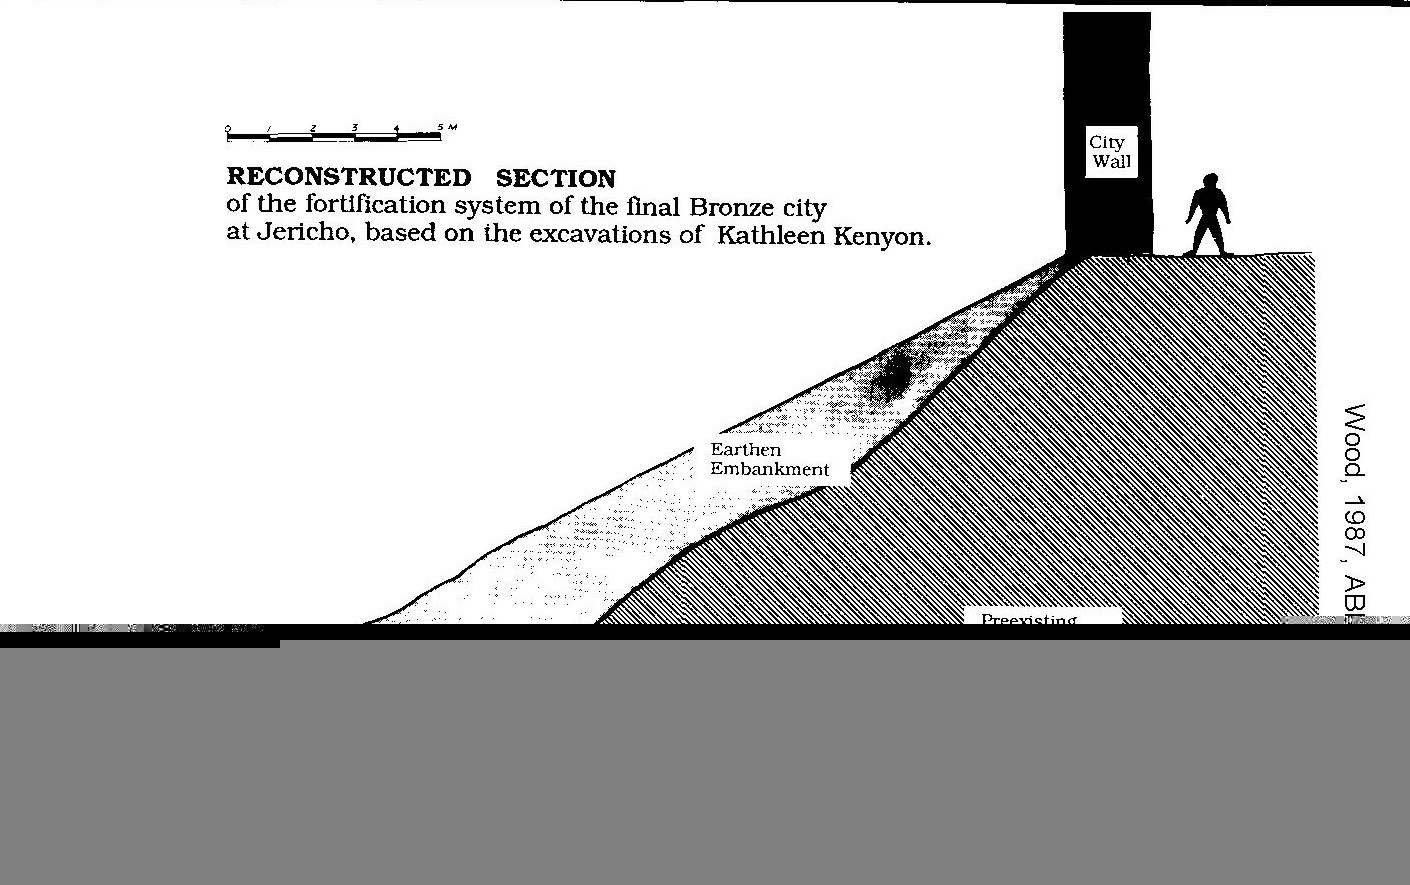 0 1 2 3 4 5 M
RECONSTRUCTED SECTION
of the fortification system of the final Bronze city
at Jericho, based on the excavations of Kathleen Kenyon.
City
Wall
Earthen
Embankment
Preexisting
Wood, 1987,